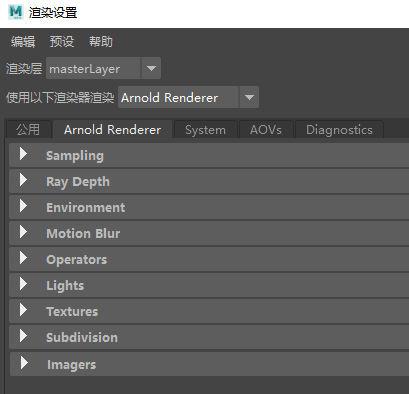 渲染设置
编辑 预设 帮助
渲染层 masterLayer
使用以下渲染器渲染 Arnold Renderer
公用 Arnold Renderer System AOVs Diagnostics
Sampling
Ray Depth
Environment
Motion Blur
Operators
Lights
Textures
Subdivision
Imagers